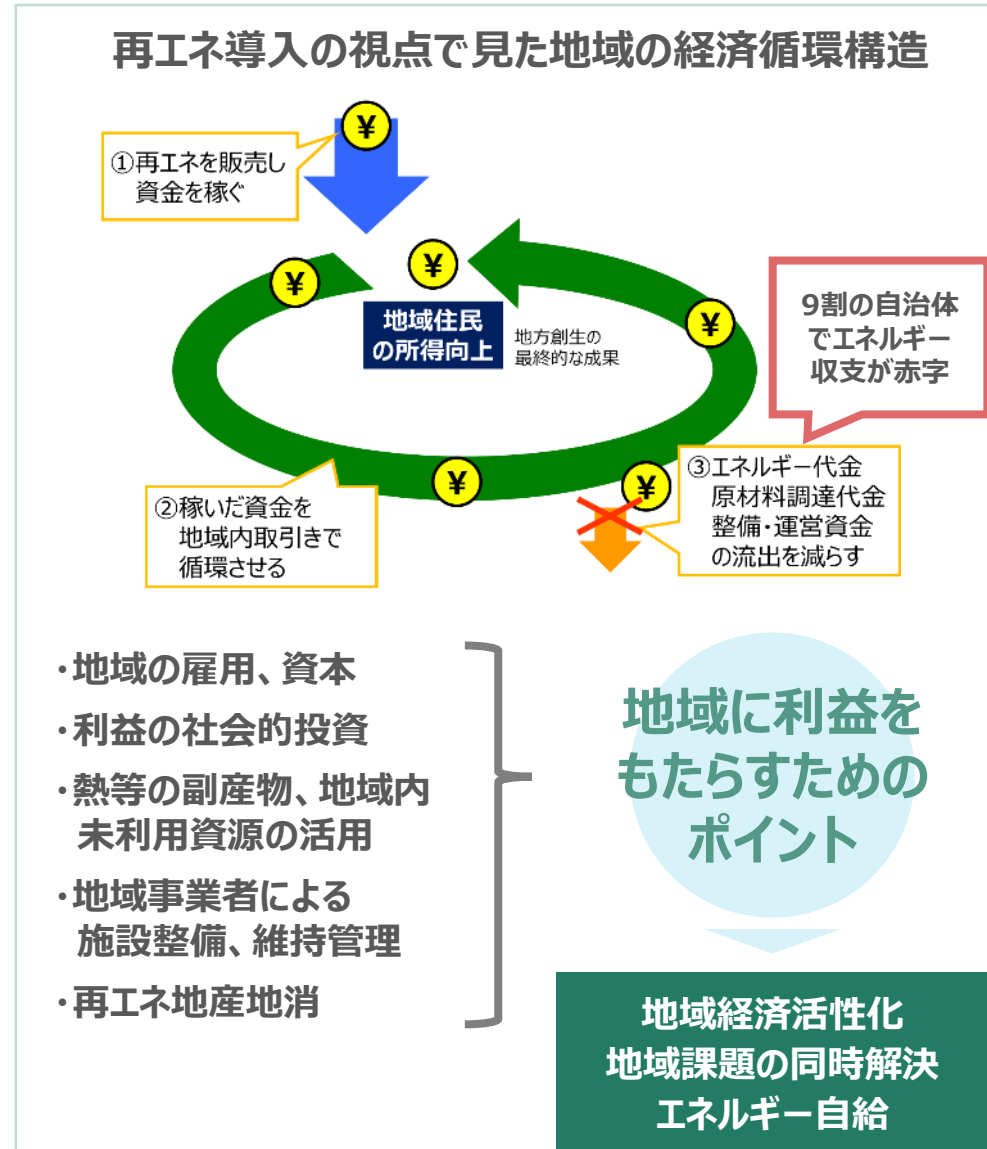 再エネ導入の視点で見た地域の経済循環構造
¥
①再エネを販売し
資金を稼ぐ
¥
¥
地域住民
の所得向上
地方創生の
最終的な成果
¥
9割の自治体
でエネルギー
収支が赤字
②稼いだ資金を
地域内取引きで
循環させる
¥
¥
③エネルギー代金
原材料調達代金
整備・運営資金
の流出を減らす
・地域の雇用、資本
・利益の社会的投資
・熱等の副産物、地域内
未利用資源の活用
・地域事業者による
施設整備、維持管理
・再エネ地産地消
地域に利益を
もたらすための
ポイント
地域経済活性化
地域課題の同時解決
エネルギー自給